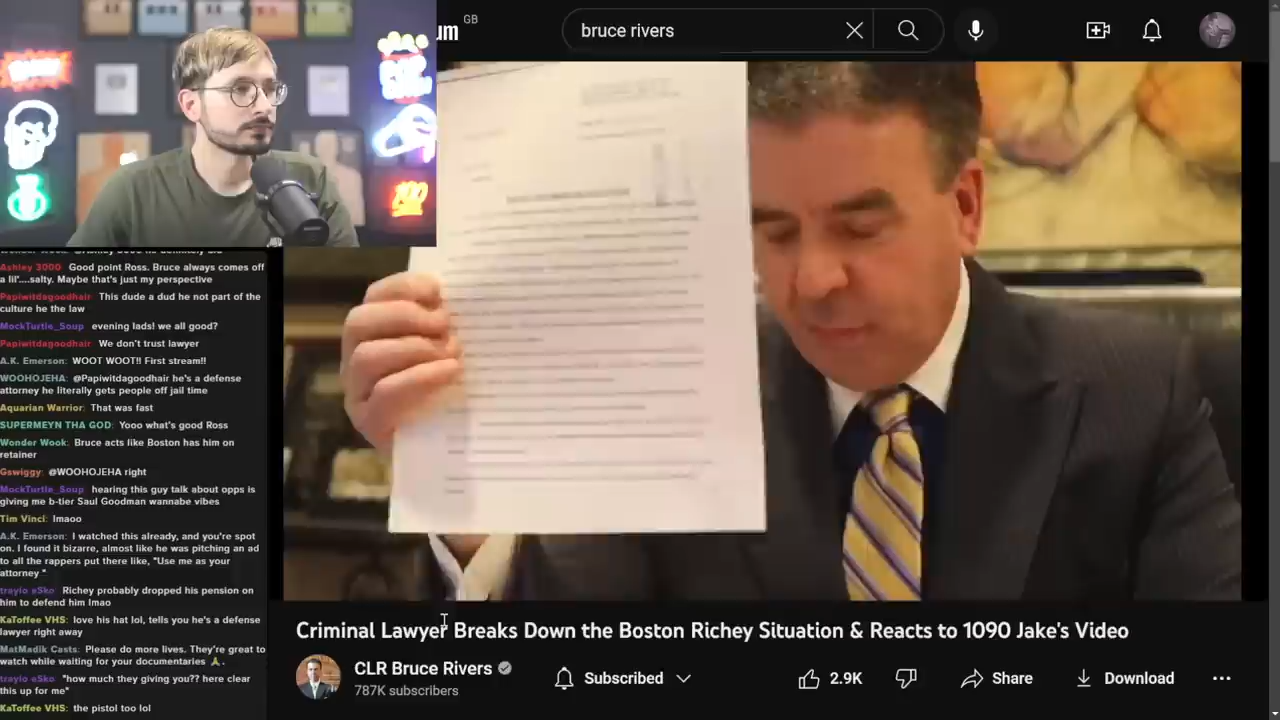 um
GB
bruce rivers
100
Ashley 3000 Good point Ross. Bruce always comes off
a lil'....salty. Maybe that's just my perspective
Papiwitdagoodhair This dude a dud he not part of the
culture he the law
MockTurtle_Soup evening lads! we all good?
Papiwitdagoodhair We don't trust lawyer
A.K. Emerson: WOOT WOOT!! First stream!!
WOOHOJEHA: @Papiwitdagoodhair he's a defense
attorney he literally gets people off jail time
Aquarian Warrior: That was fast
SUPERMEYN THA GOD: Yooo what's good Ross
Wonder Wook: Bruce acts like Boston has him on
retainer
Gswiggy: @WOOHOJEHA right
MockTurtle_Soup hearing this guy talk about opps is
giving me b-tier Saul Goodman wannabe vibes
Tim Vinci: lmaoo
A.K. Emerson: I watched this already, and you're spot
on. I found it bizarre, almost like he was pitching an ad
to all the rappers put there like, "Use me as your
attorney "
traylo eSko Richey probably dropped his pension on
him to defend him lmao
KaToffee VHS: love his hat lol, tells you he's a defense
lawyer right away
MatMadik Casts: Please do more lives. They're great to
watch while waiting for your documentaries 🙏.
traylo eSko "how much they giving you?? here clear
this up for me"
KaToffee VHS: the pistol too lol
Criminal Lawyer Breaks Down the Boston Richey Situation & Reacts to 1090 Jake's Video
CLR Bruce Rivers
787K subscribers
Subscribed
2.9K
Share
Download